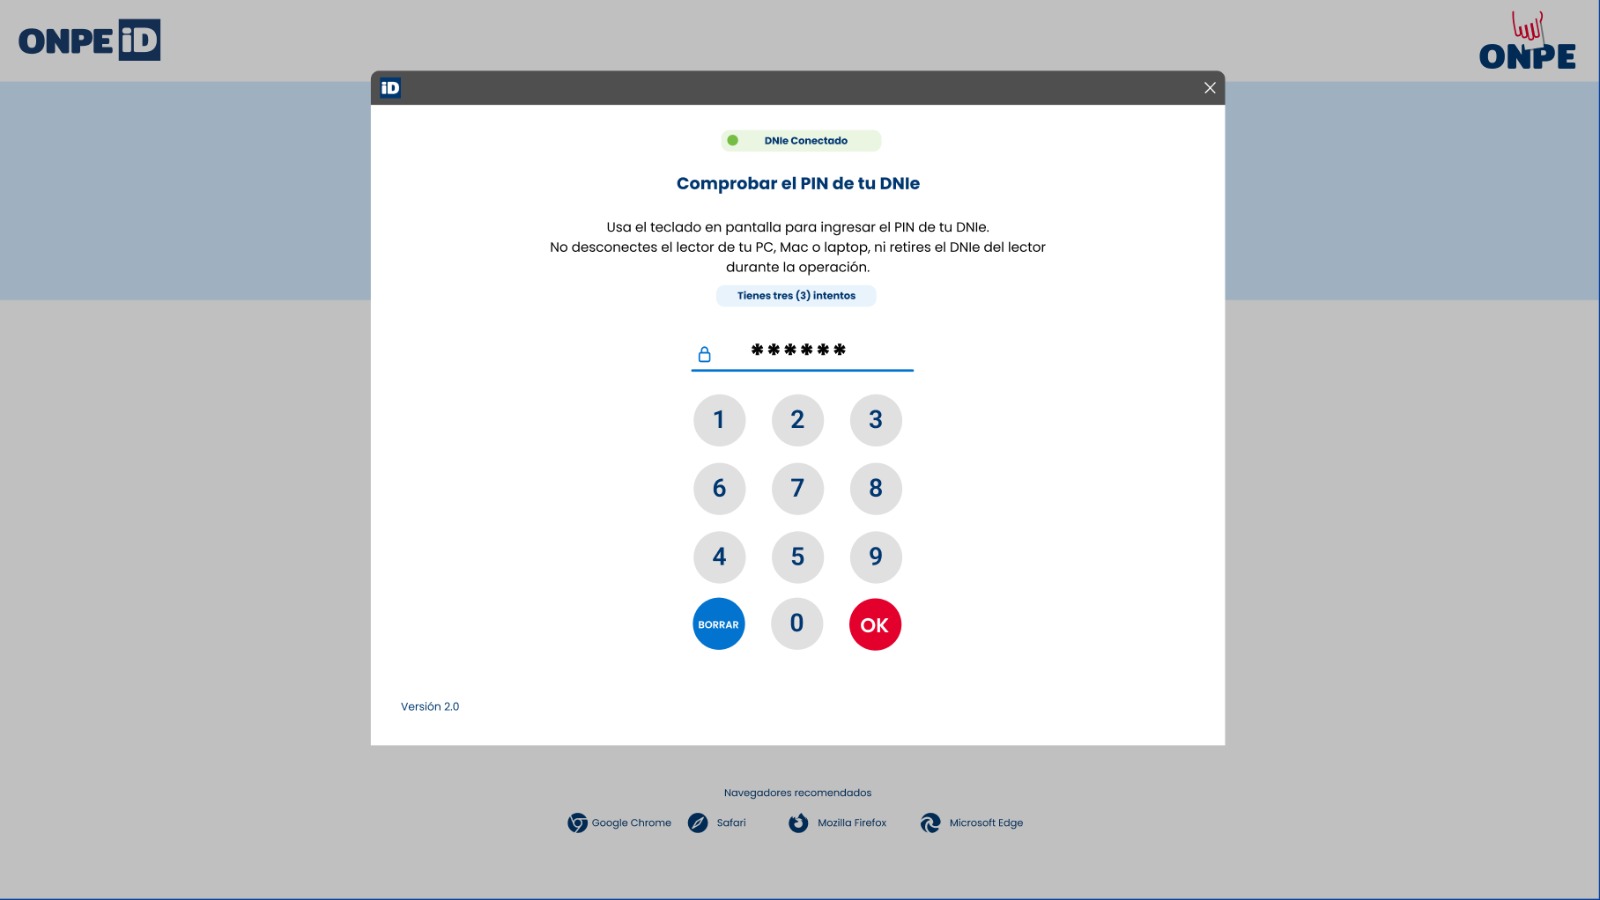 ONPE iD
ONPE
iD
DNIe Conectado
Comprobar el PIN de tu DNIe
Usa el teclado en pantalla para ingresar el PIN de tu DNIe.
No desconectes el lector de tu PC, Mac o laptop, ni retires el DNIe del lector
durante la operación.
Tienes tres (3) intentos
******
1 2 3
6 7 8
4 5 9
BORRAR 0 OK
Versión 2.0
Navegadores recomendados
Google Chrome Safari Mozilla Firefox Microsoft Edge